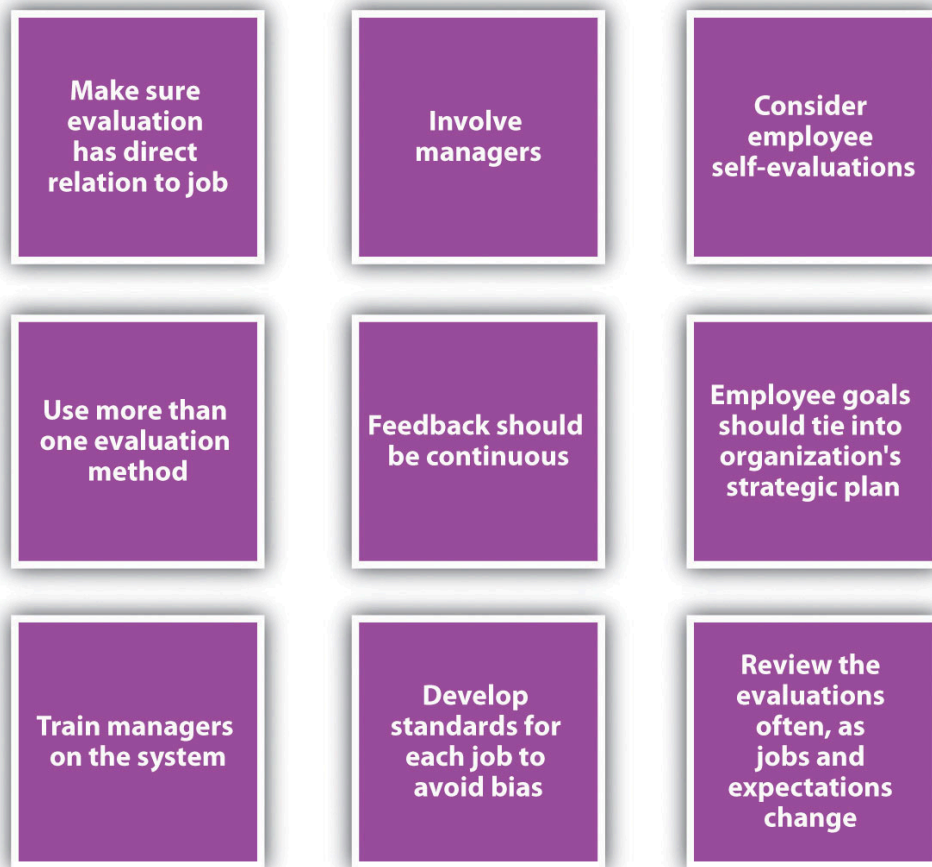 Make sure
evaluation
has direct
relation to job
Involve
managers
Consider
employee
self-evaluations
Use more than
one evaluation
method
Feedback should
be continuous
Employee goals
should tie into
organization's
strategic plan
Train managers
on the system
Develop
standards for
each job to
avoid bias
Review the
evaluations
often, as
jobs and
expectations
change